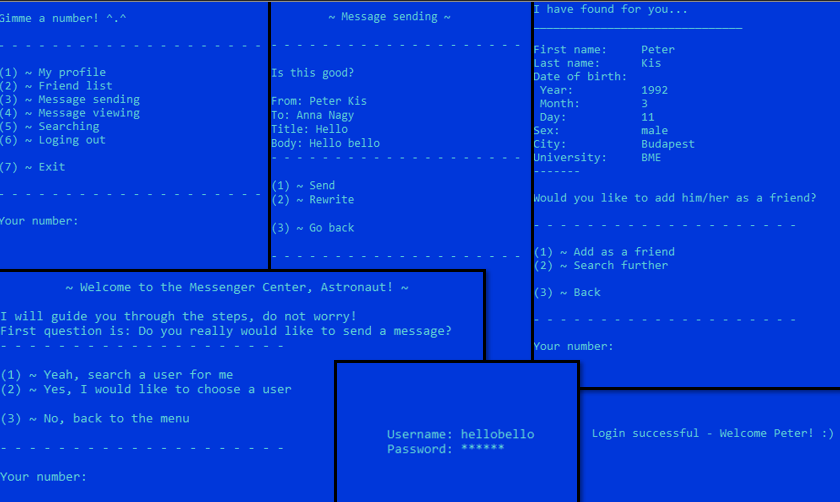 Gimme a number! ^.^
- - - - - - - - - - - - - - - - - - - -
(1) ~ My profile
(2) ~ Friend list
(3) ~ Message sending
(4) ~ Message viewing
(5) ~ Searching
(6) ~ Loging out
(7) ~ Exit
- - - - - - - - - - - - - - - - - - - -
Your number:
~ Message sending ~
- - - - - - - - - - - - - - - - - - -
Is this good?
From: Peter Kis
To: Anna Nagy
Title: Hello
Body: Hello bello
- - - - - - - - - - - - - - - - - - -
(1) ~ Send
(2) ~ Rewrite
(3) ~ Go back
- - - - - - - - - - - - - - - - - - -
I have found for you...
_______________________________
First name: Peter
Last name: Kis
Date of birth:
Year: 1992
Month: 3
Day: 11
Sex: male
City: Budapest
University: BME
-------
Would you like to add him/her as a friend?
- - - - - - - - - - - - - - - - - - - -
(1) ~ Add as a friend
(2) ~ Search further
(3) ~ Back
- - - - - - - - - - - - - - - - - - - -
Your number:
~ Welcome to the Messenger Center, Astronaut! ~
I will guide you through the steps, do not worry!
First question is: Do you really would like to send a message?
- - - - - - - - - - - - - - - - - - - -
(1) ~ Yeah, search a user for me
(2) ~ Yes, I would like to choose a user
(3) ~ No, back to the menu
- - - - - - - - - - - - - - - - - - - -
Your number:
Username: hellobello
Password: ******
Login successful - Welcome Peter! :)